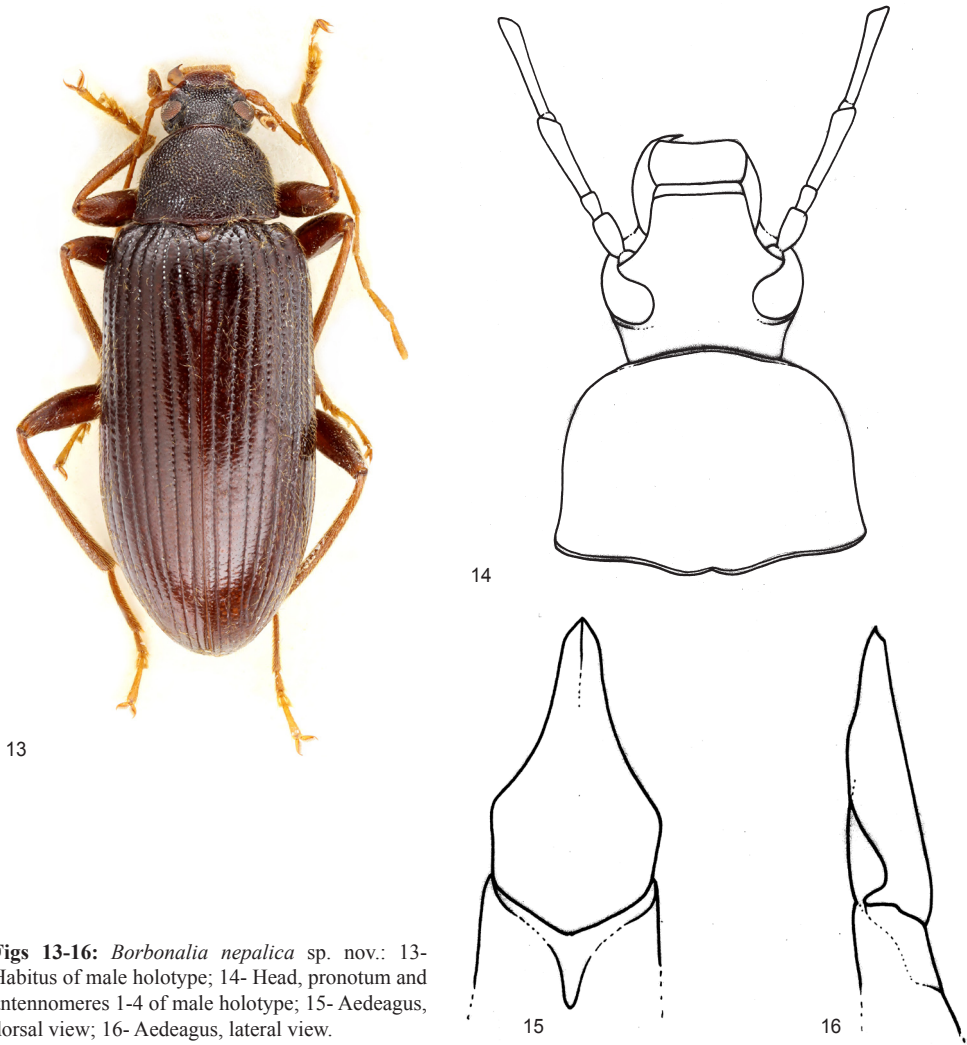 13
14
15
16
Figs 13-16: Borbonalia nepalica sp. nov.: 13-
Habitus of male holotype; 14- Head, pronotum and
antennomeres 1-4 of male holotype; 15- Aedeagus,
dorsal view; 16- Aedeagus, lateral view.